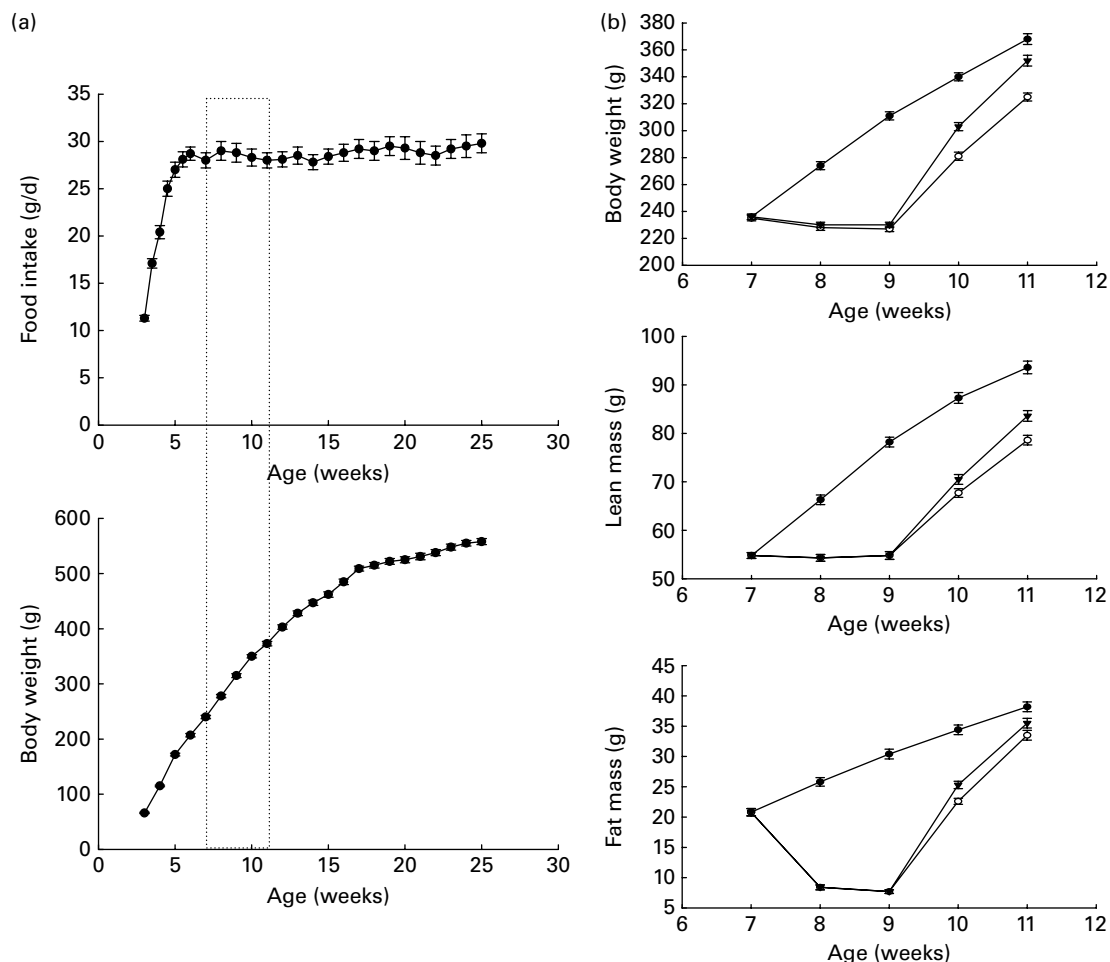 (a)
35
30
25
20
15
10
5
0
Food intake (g/d)
0 5 10 15 20 25 30
Age (weeks)
600
500
400
300
200
100
0
Body weight (g)
0 5 10 15 20 25 30
Age (weeks)
(b)
380
360
340
320
300
280
260
240
220
200
Body weight (g)
6 7 8 9 10 11 12
Age (weeks)
100
90
80
70
60
50
Lean mass (g)
6 7 8 9 10 11 12
Age (weeks)
45
40
35
30
25
20
15
10
5
Fat mass (g)
6 7 8 9 10 11 12
Age (weeks)